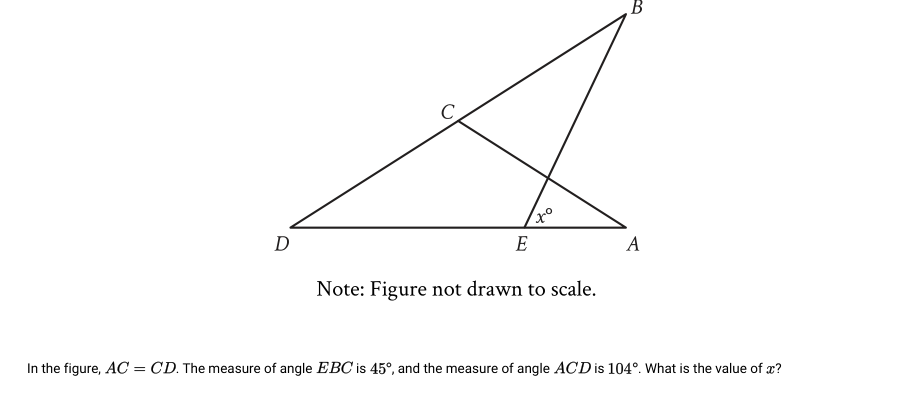 B
C
x°
D
E
A
Note: Figure not drawn to scale.
In the figure, AC = CD. The measure of angle EBC is 45°, and the measure of angle ACD is 104°. What is the value of x?